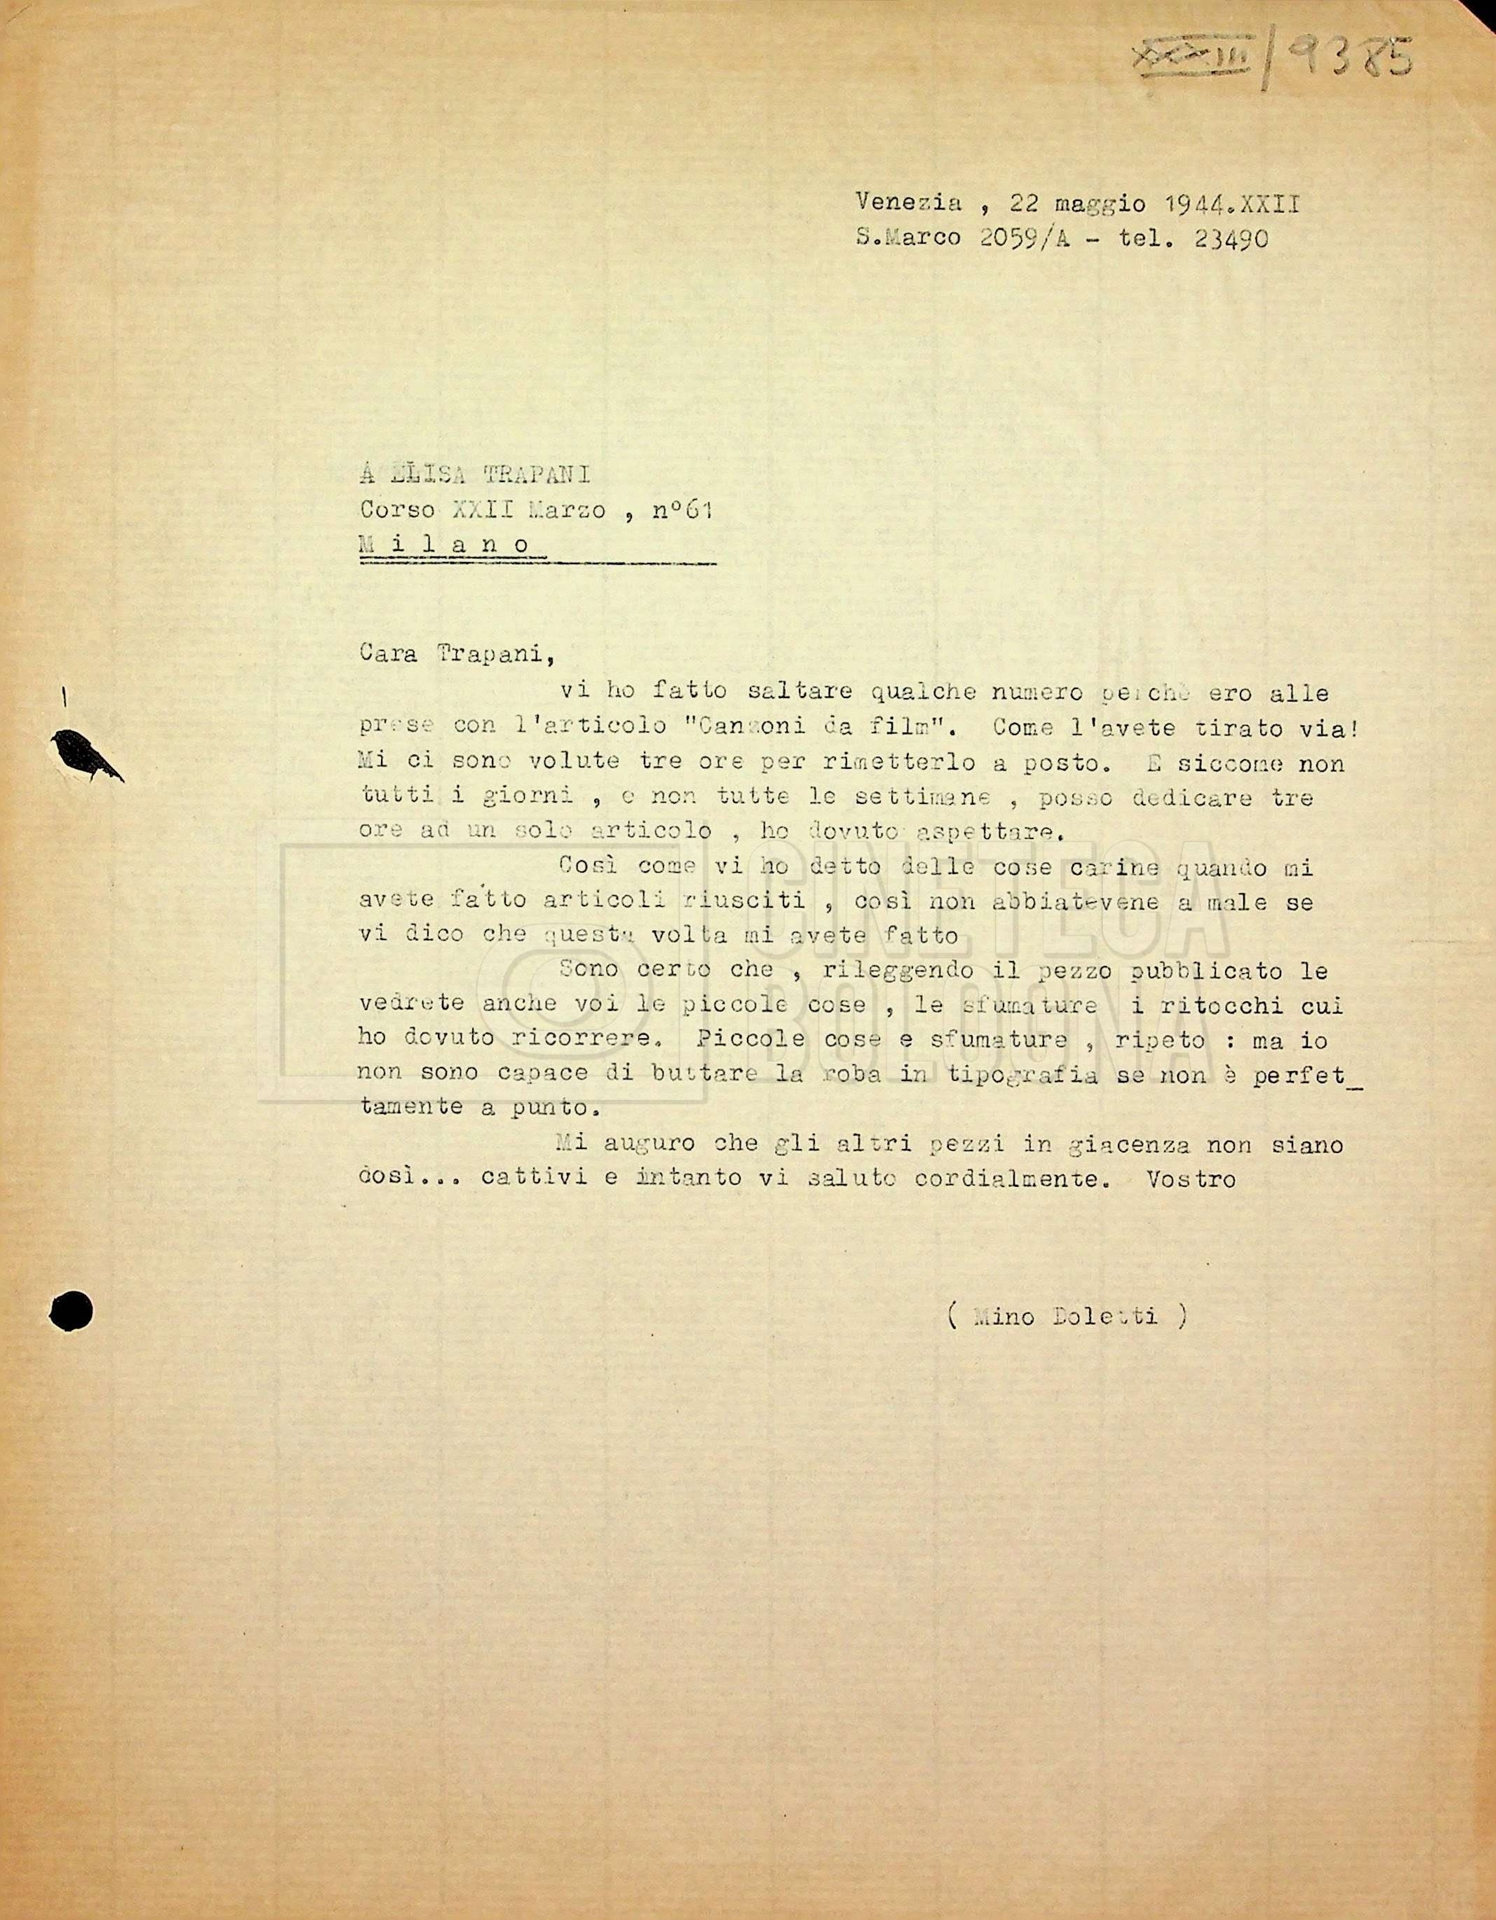 XXXIII/9385
Venezia , 22 maggio 1944.XXII
S.Marco 2059/A - tel. 23490
A ELISA TRAPANI
Corso XXII Marzo , n°61
M i l a n o
Cara Trapani,
vi ho fatto saltare qualche numero perchè ero alle
prese con l'articolo "Canzoni da film". Come l'avete tirato via!
Mi ci sono volute tre ore per rimetterlo a posto. E siccome non
tutti i giorni , e non tutte le settimane , posso dedicare tre
ore ad un solo articolo , ho dovuto aspettare.
Così come vi ho detto delle cose carine quando mi
avete fatto articoli riusciti , così non abbiatevene a male se
vi dico che questa volta mi avete fatto
Sono certo che , rileggendo il pezzo pubblicato le
vedrete anche voi le piccole cose , le sfumature i ritocchi cui
ho dovuto ricorrere. Piccole cose e sfumature , ripeto : ma io
non sono capace di buttare la roba in tipografia se non è perfet_
tamente a punto.
Mi auguro che gli altri pezzi in giacenza non siano
così... cattivi e intanto vi saluto cordialmente. Vostro
( Mino Doletti )
CINETECA
BOLOGNA